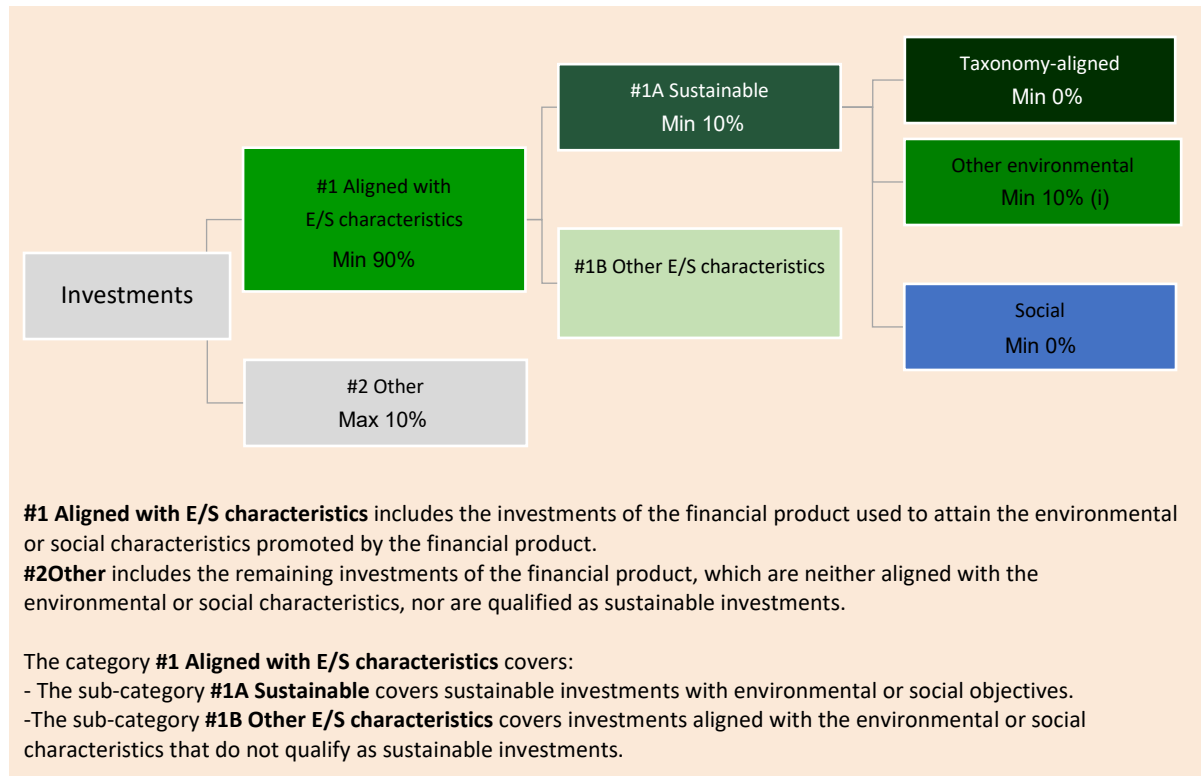 Investments
#1 Aligned with
E/S characteristics
Min 90%
#2 Other
Max 10%
#1A Sustainable
Min 10%
#1B Other E/S characteristics
Taxonomy-aligned
Min 0%
Other environmental
Min 10% (i)
Social
Min 0%
#1 Aligned with E/S characteristics includes the investments of the financial product used to attain the environmental
or social characteristics promoted by the financial product.
#2Other includes the remaining investments of the financial product, which are neither aligned with the
environmental or social characteristics, nor are qualified as sustainable investments.
The category #1 Aligned with E/S characteristics covers:
- The sub-category #1A Sustainable covers sustainable investments with environmental or social objectives.
-The sub-category #1B Other E/S characteristics covers investments aligned with the environmental or social
characteristics that do not qualify as sustainable investments.